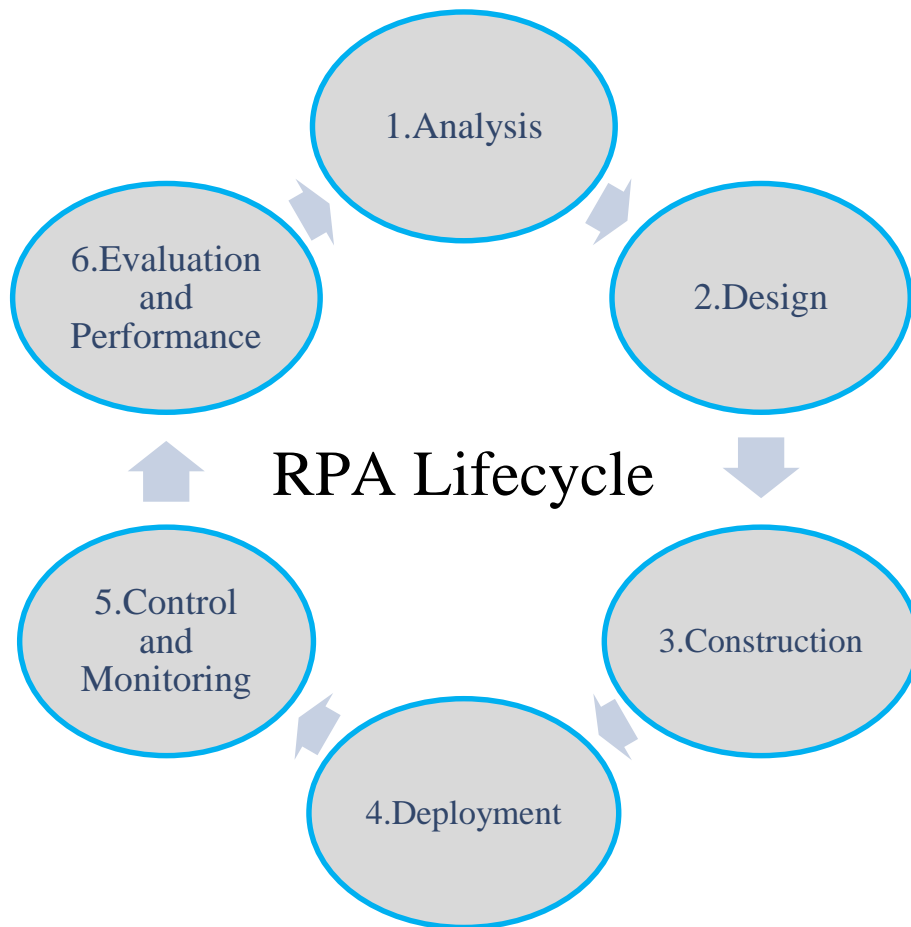 1.Analysis
2.Design
3.Construction
4.Deployment
5.Control
and
Monitoring
6.Evaluation
and
Performance
RPA Lifecycle